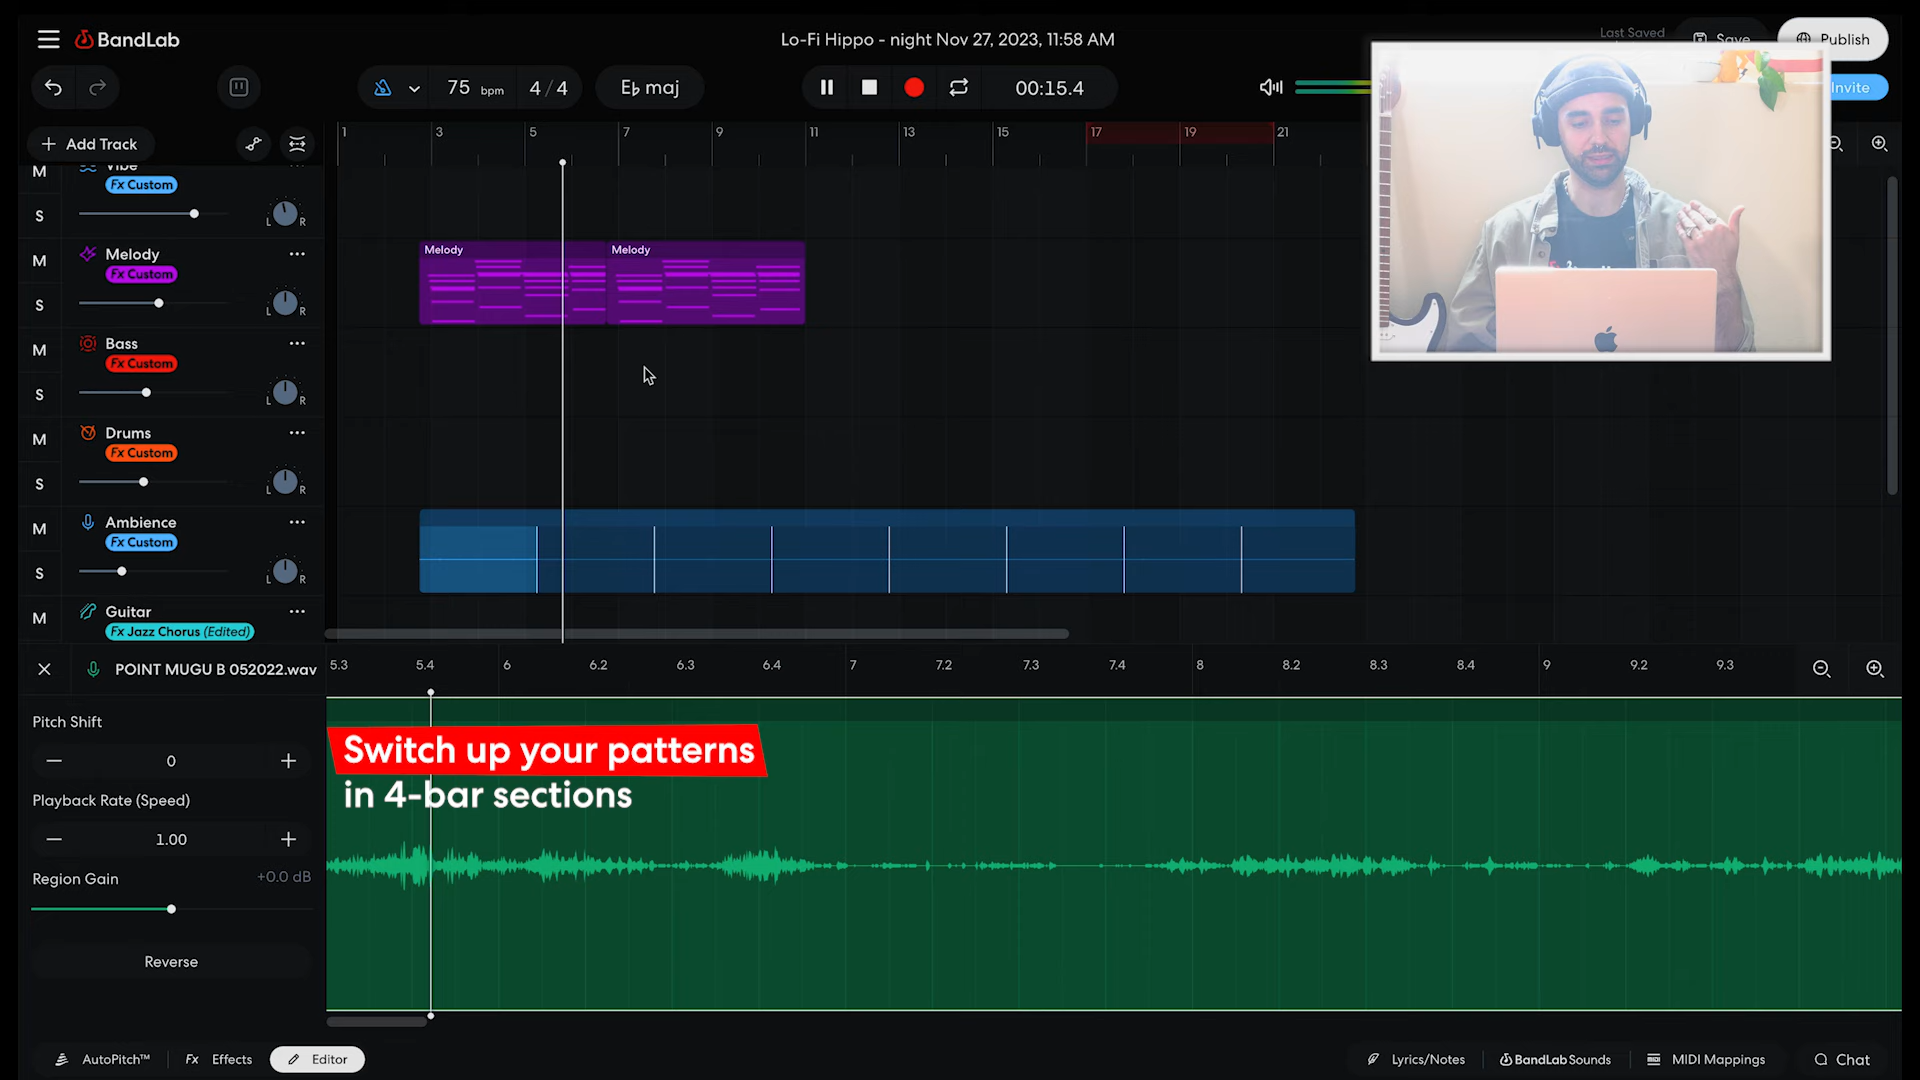 BandLab
Lo-Fi Hippo - night Nov 27, 2023, 11:58 AM
Last Saved
Save
Publish
75 bpm
4 / 4
E♭ maj
00:15.4
Invite
+ Add Track
1 3 5 7 9 11 13 15 17 19 21
M
Vibe
Fx Custom
S
L R
M
Melody
Fx Custom
S
L R
Melody
Melody
M
Bass
Fx Custom
S
L R
M
Drums
Fx Custom
S
L R
M
Ambience
Fx Custom
S
L R
M
Guitar
Fx Jazz Chorus (Edited)
POINT MUGU B 052022.wav
5.3 5.4 6 6.2 6.3 6.4 7 7.2 7.3 7.4 8 8.2 8.3 8.4 9 9.2 9.3
Pitch Shift
0
Playback Rate (Speed)
1.00
Region Gain +0.0 dB
Reverse
Switch up your patterns
in 4-bar sections
AutoPitch™
Fx Effects
Editor
Lyrics/Notes
BandLab Sounds
MIDI Mappings
Chat